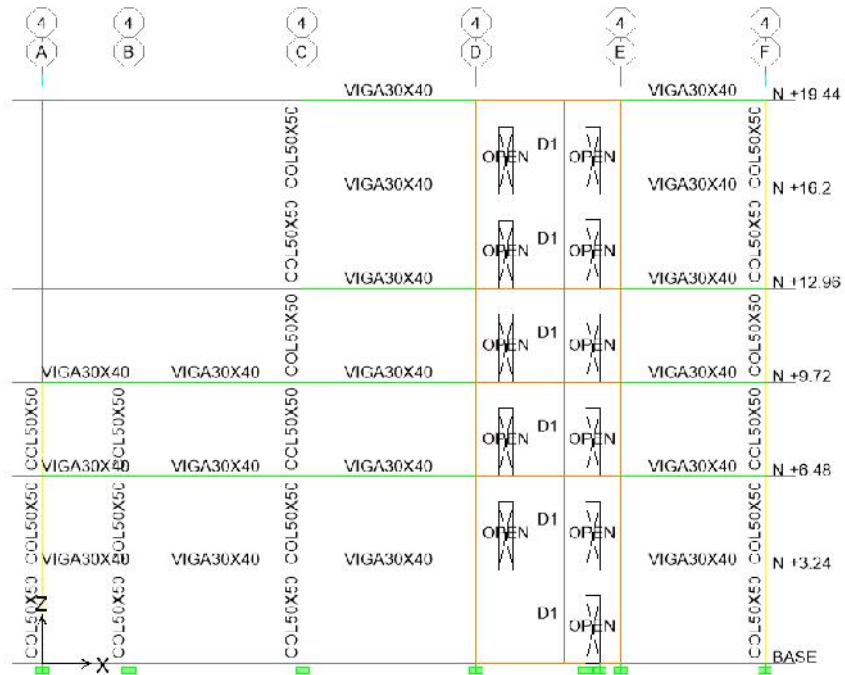 4 4 4 4 4 4
A B C D E F
VIGA30X40 VIGA30X40 N +19.44
COL50X50 COL50X50
OPEN D1 OPEN
VIGA30X40 VIGA30X40 N +16.2
COL50X50 COL50X50
OPEN D1 OPEN
VIGA30X40 VIGA30X40 N +12.96
COL50X50 COL50X50
OPEN D1 OPEN
VIGA30X40 VIGA30X40 VIGA30X40 VIGA30X40 N +9.72
COL50X50 COL50X50 COL50X50 COL50X50
OPEN D1 OPEN
VIGA30X40 VIGA30X40 VIGA30X40 VIGA30X40 N +6.48
COL50X50 COL50X50 COL50X50 COL50X50
OPEN D1 OPEN
VIGA30X40 VIGA30X40 VIGA30X40 VIGA30X40 N +3.24
COL50X50 COL50X50 COL50X50 COL50X50
D1 OPEN
Z
X
BASE